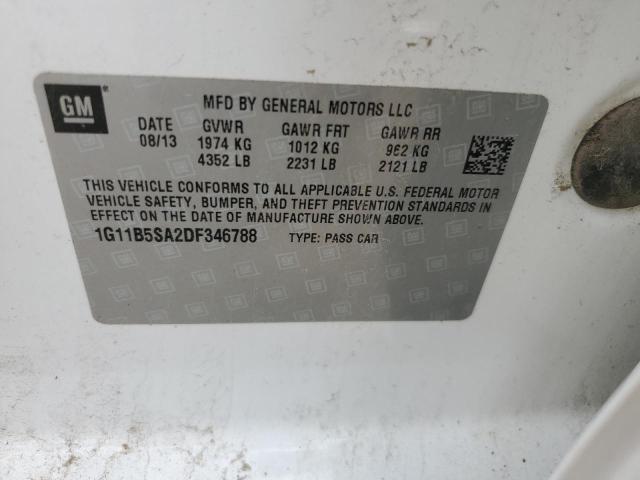 GM
MFD BY GENERAL MOTORS LLC
DATE GVWR GAWR FRT GAWR RR
08/13 1974 KG 1012 KG 962 KG
4352 LB 2231 LB 2121 LB
THIS VEHICLE CONFORMS TO ALL APPLICABLE U.S. FEDERAL MOTOR
VEHICLE SAFETY, BUMPER, AND THEFT PREVENTION STANDARDS IN
EFFECT ON THE DATE OF MANUFACTURE SHOWN ABOVE.
1G11B5SA2DF346788 TYPE: PASS CAR